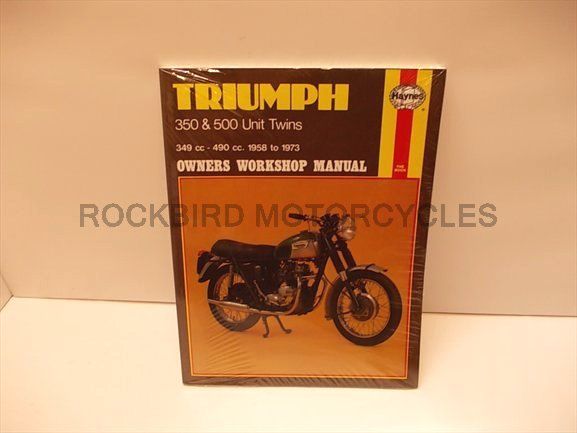 TRIUMPH
350 & 500 Unit Twins
349 cc - 490 cc. 1958 to 1973
OWNERS WORKSHOP MANUAL
Haynes
ROCKBIRD MOTORCYCLES